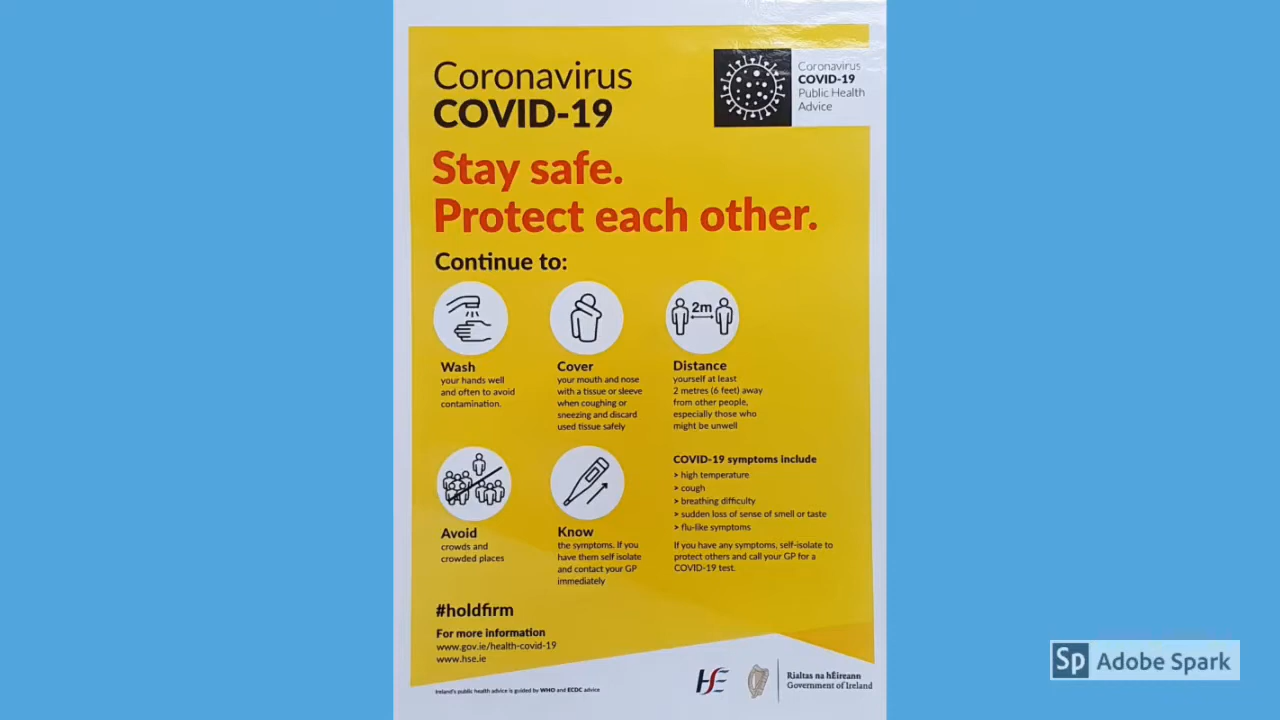 Coronavirus
COVID-19
Coronavirus
COVID-19
Public Health
Advice
Stay safe.
Protect each other.
Continue to:
2m
Wash
your hands well
and often to avoid
contamination.
Cover
your mouth and nose
with a tissue or sleeve
when coughing or
sneezing and discard
used tissue safely
Distance
yourself at least
2 metres (6 feet) away
from other people,
especially those who
might be unwell
Avoid
crowds and
crowded places
Know
the symptoms. If you
have them self isolate
and contact your GP
immediately
COVID-19 symptoms include
> high temperature
> cough
> breathing difficulty
> sudden loss of sense of smell or taste
> flu-like symptoms
If you have any symptoms, self-isolate to
protect others and call your GP for a
COVID-19 test.
#holdfirm
For more information
www.gov.ie/health-covid-19
www.hse.ie
Ireland's public health advice is guided by WHO and ECDC advice
HSE
Rialtas na hÉireann
Government of Ireland
Sp Adobe Spark